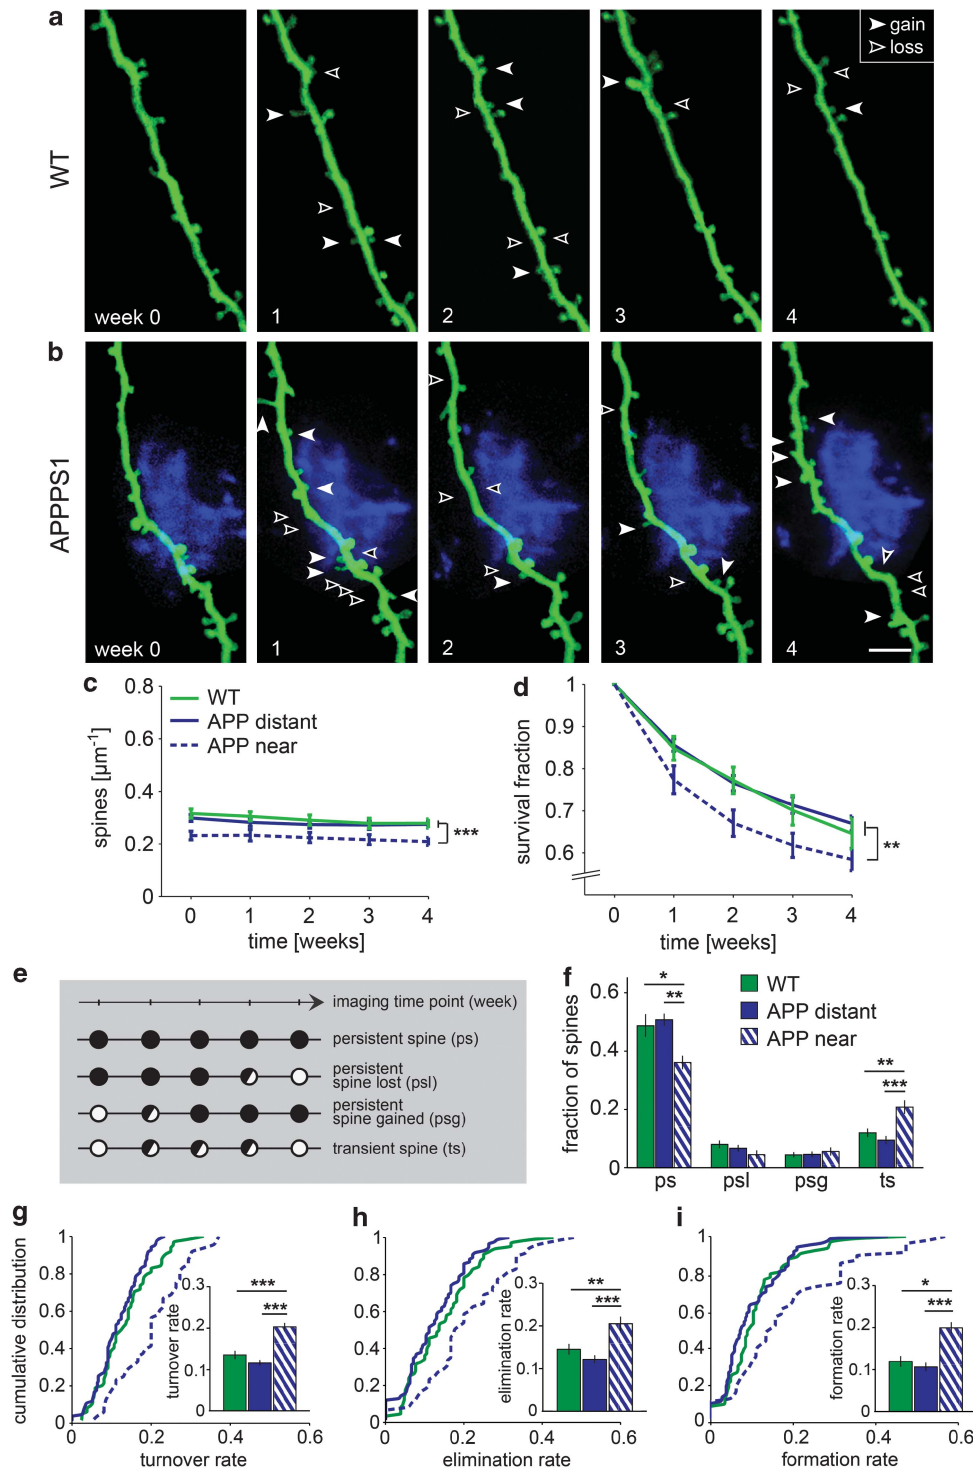 a
gain
loss
WT
week 0
1
2
3
4
b
APPPS1
week 0
1
2
3
4
c
WT
APP distant
APP near
spines [µm⁻¹]
0.8
0.6
0.4
0.2
0
***
0
1
2
3
4
time [weeks]
d
survival fraction
1
0.9
0.8
0.7
0.6
**
0
1
2
3
4
time [weeks]
e
imaging time point (week)
persistent spine (ps)
persistent
spine lost (psl)
persistent
spine gained (psg)
transient spine (ts)
f
WT
APP distant
APP near
fraction of spines
0.6
0.4
0.2
0
*
**
**
***
ps
psl
psg
ts
g
cumulative distribution
1
0.8
0.6
0.4
0.2
0
0
0.2
0.4
0.6
turnover rate
turnover rate
0.3
0.2
0.1
0
***
***
h
1
0.8
0.6
0.4
0.2
0
0
0.2
0.4
0.6
elimination rate
elimination rate
0.3
0.2
0.1
0
**
***
i
1
0.8
0.6
0.4
0.2
0
0
0.2
0.4
0.6
formation rate
formation rate
0.3
0.2
0.1
0
*
***